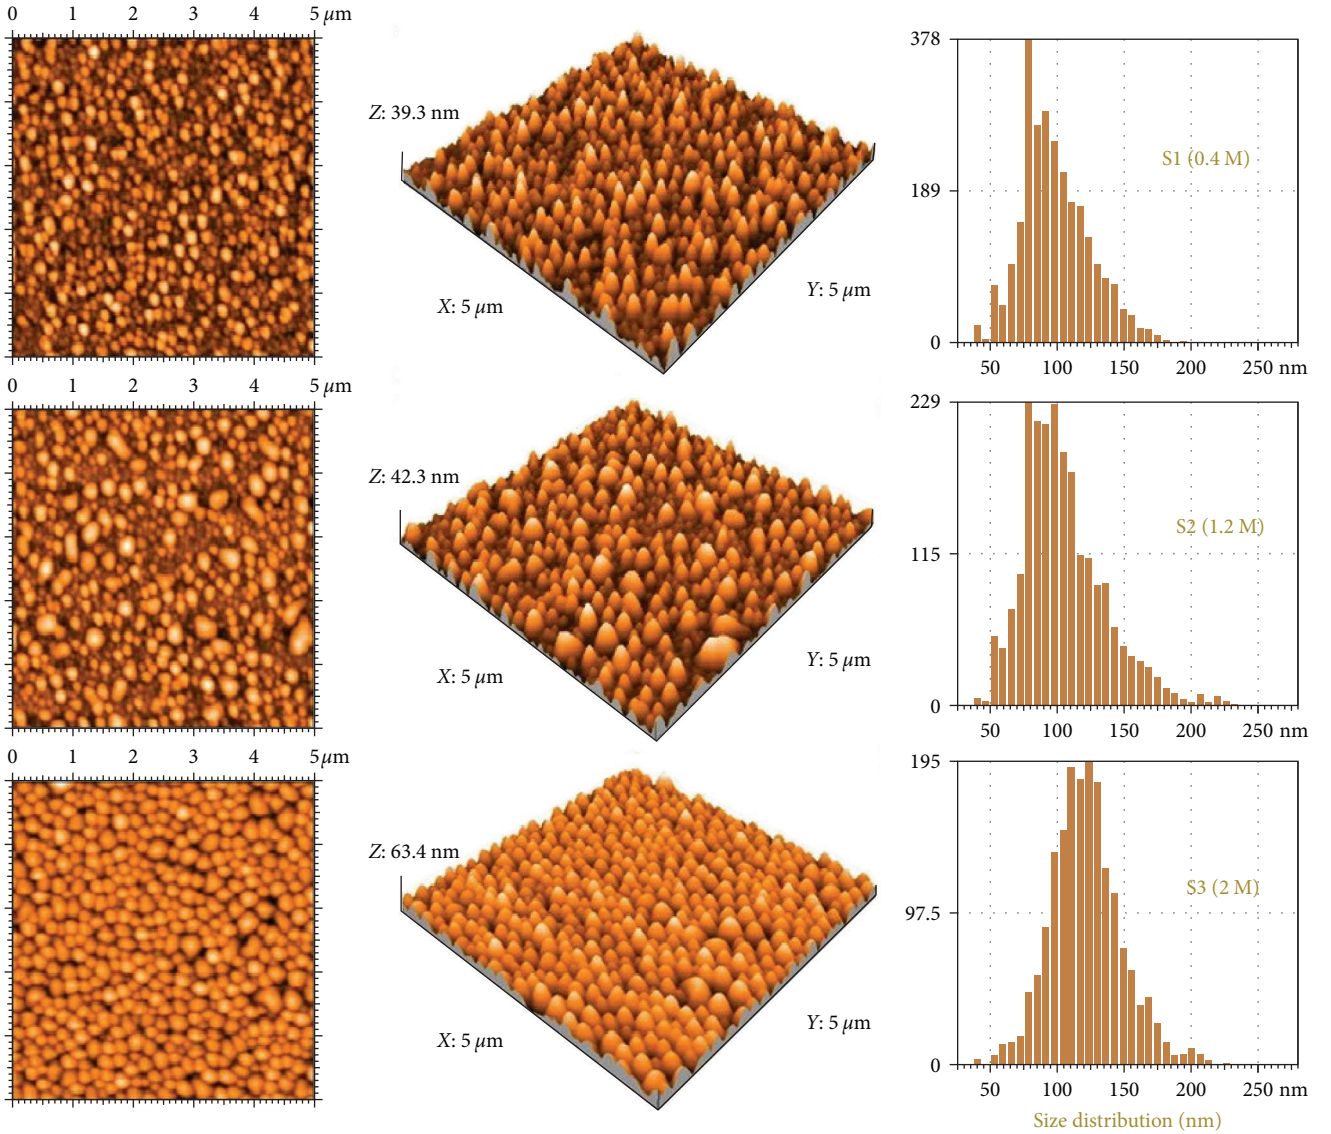 0 1 2 3 4 5 μm
Z: 39.3 nm
X: 5 μm
Y: 5 μm
378
189
0
S1 (0.4 M)
50 100 150 200 250 nm
0 1 2 3 4 5 μm
Z: 42.3 nm
X: 5 μm
Y: 5 μm
229
115
0
S2 (1.2 M)
50 100 150 200 250 nm
0 1 2 3 4 5 μm
Z: 63.4 nm
X: 5 μm
Y: 5 μm
195
97.5
0
S3 (2 M)
50 100 150 200 250 nm
Size distribution (nm)